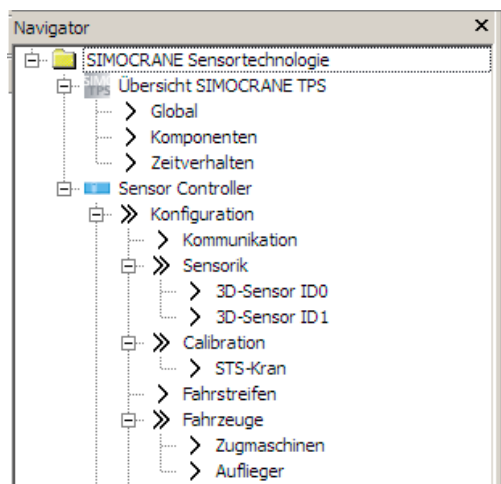 Navigator
SIMOCRANE Sensortechnologie
Übersicht SIMOCRANE TPS
Global
Komponenten
Zeitverhalten
Sensor Controller
Konfiguration
Kommunikation
Sensorik
3D-Sensor ID0
3D-Sensor ID1
Calibration
STS-Kran
Fahrstreifen
Fahrzeuge
Zugmaschinen
Auflieger